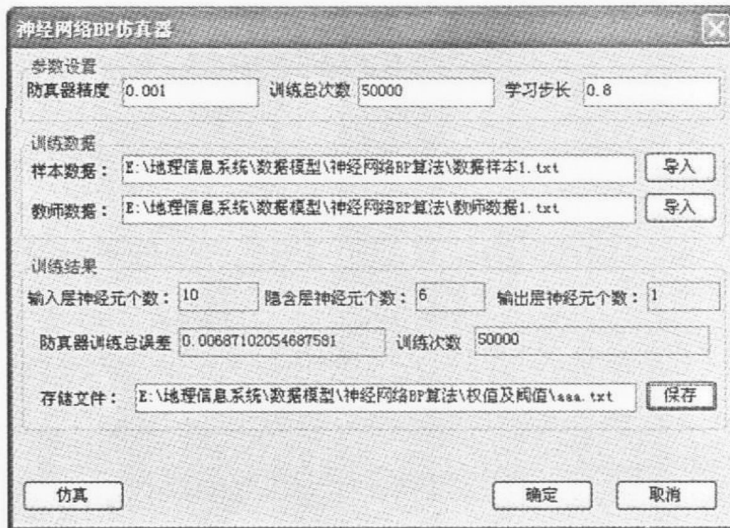 神经网络BP仿真器
参数设置
防真器精度 0.001 训练总次数 50000 学习步长 0.8
训练数据
样本数据: E:\地理信息系统\数据模型\神经网络BP算法\数据样本1.txt 导入
教师数据: E:\地理信息系统\数据模型\神经网络BP算法\教师数据1.txt 导入
训练结果
输入层神经元个数: 10 隐含层神经元个数: 6 输出层神经元个数: 1
防真器训练总误差 0.00687102054687581 训练次数 50000
存储文件: E:\地理信息系统\数据模型\神经网络BP算法\权值及阀值\aaa.txt 保存
仿真 确定 取消